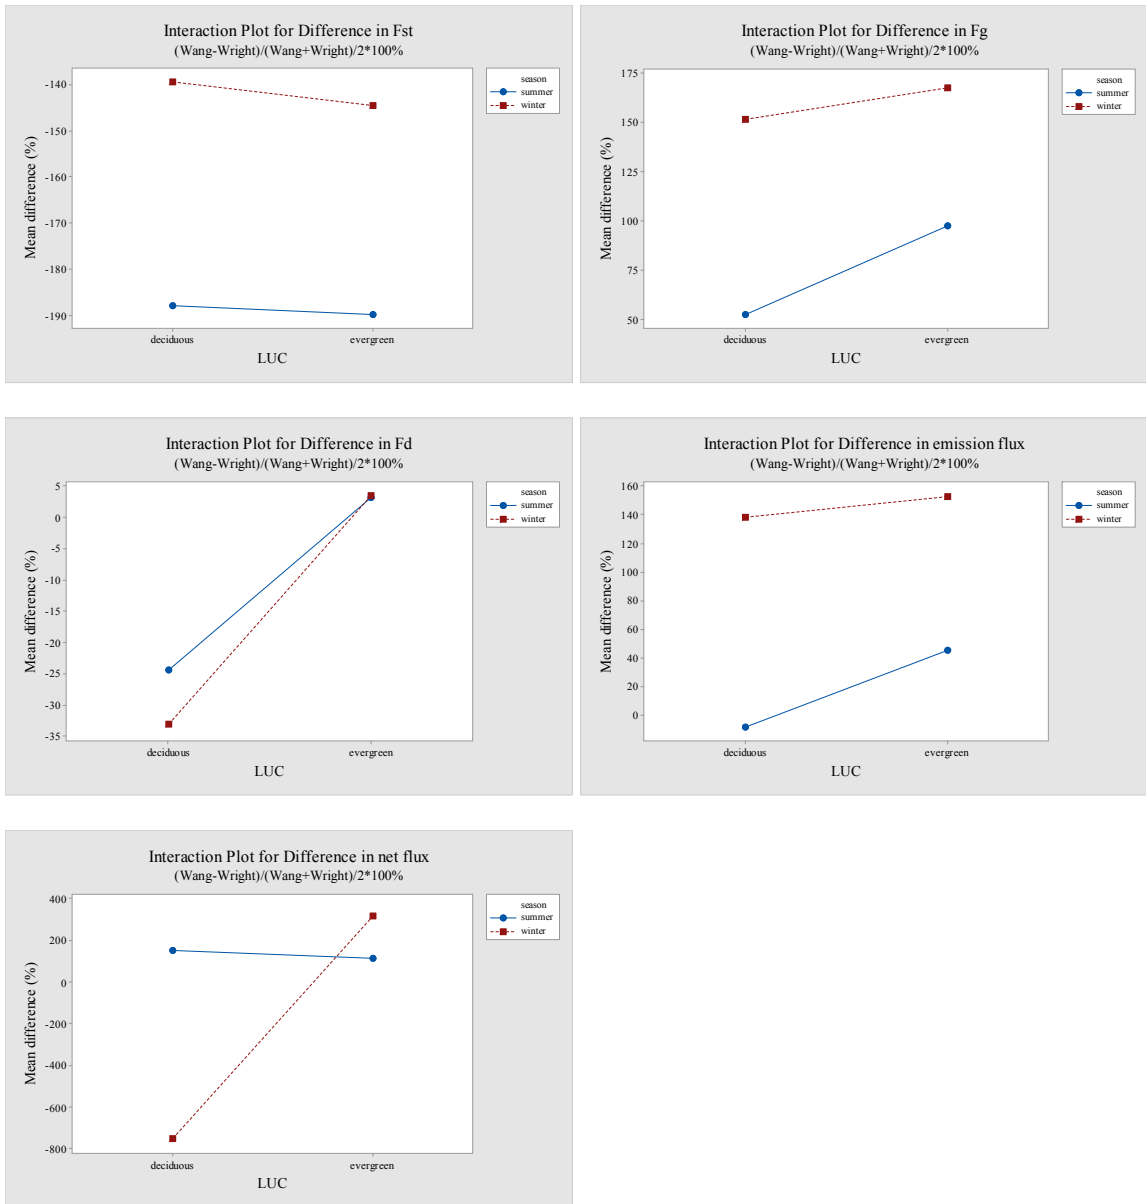 Interaction Plot for Difference in Fst
(Wang-Wright)/(Wang+Wright)/2*100%
Mean difference (%)
-140
-150
-160
-170
-180
-190
deciduous
evergreen
LUC
season
summer
winter
Interaction Plot for Difference in Fg
(Wang-Wright)/(Wang+Wright)/2*100%
Mean difference (%)
175
150
125
100
75
50
deciduous
evergreen
LUC
season
summer
winter
Interaction Plot for Difference in Fd
(Wang-Wright)/(Wang+Wright)/2*100%
Mean difference (%)
5
0
-5
-10
-15
-20
-25
-30
-35
deciduous
evergreen
LUC
season
summer
winter
Interaction Plot for Difference in emission flux
(Wang-Wright)/(Wang+Wright)/2*100%
Mean difference (%)
160
140
120
100
80
60
40
20
0
deciduous
evergreen
LUC
season
summer
winter
Interaction Plot for Difference in net flux
(Wang-Wright)/(Wang+Wright)/2*100%
Mean difference (%)
400
200
0
-200
-400
-600
-800
deciduous
evergreen
LUC
season
summer
winter